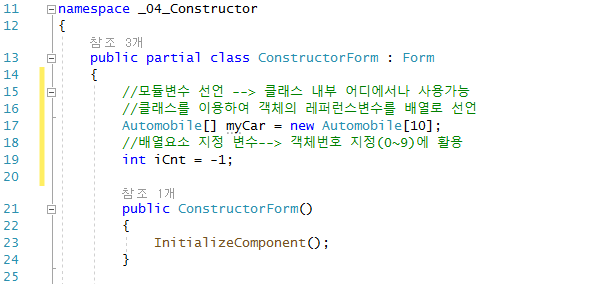 11 namespace _04_Constructor
12 {
참조 3개
13 public partial class ConstructorForm : Form
14 {
15 //모듈변수 선언 --> 클래스 내부 어디에서나 사용가능
16 //클래스를 이용하여 객체의 레퍼런스변수를 배열로 선언
17 Automobile[] myCar = new Automobile[10];
18 //배열요소 지정 변수--> 객체번호 지정(0~9)에 활용
19 int iCnt = -1;
20
참조 1개
21 public ConstructorForm()
22 {
23 InitializeComponent();
24 }
25